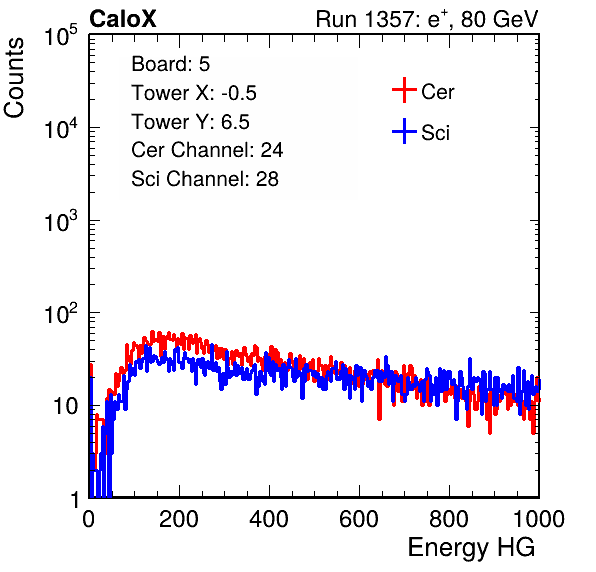 CaloX Run 1357: e⁺, 80 GeV
Counts
Board: 5
Tower X: -0.5
Tower Y: 6.5
Cer Channel: 24
Sci Channel: 28
Cer
Sci
10⁵
10⁴
10³
10²
10
1
0 200 400 600 800 1000
Energy HG